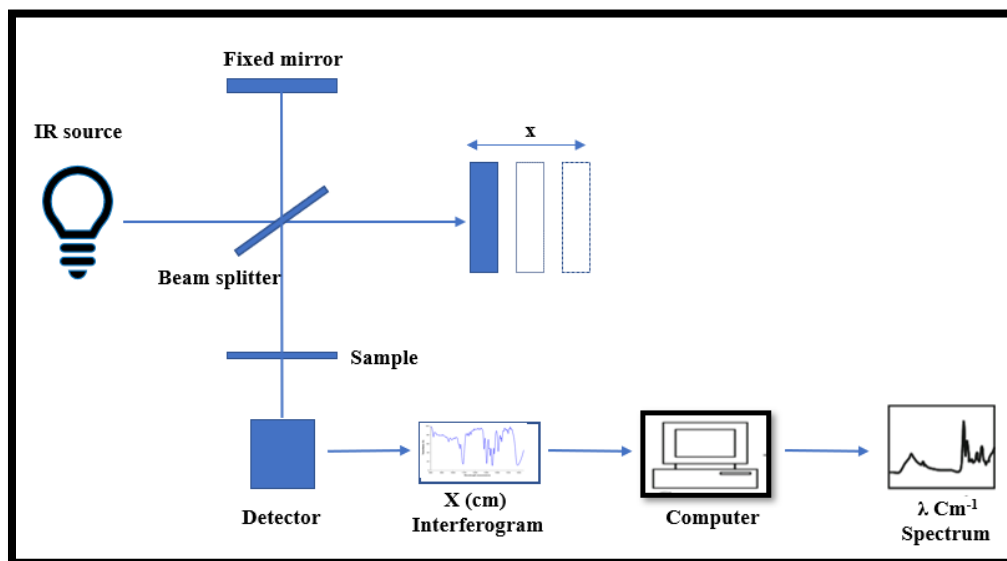 Fixed mirror
IR source
x
Beam splitter
Sample
Detector
X (cm)
Interferogram
Computer
λ Cm⁻¹
Spectrum